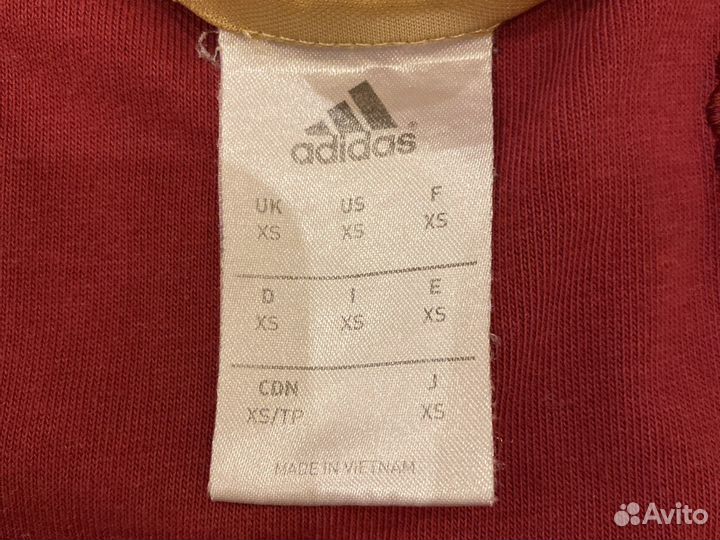 adidas
UK US F
XS XS XS
D I E
XS XS XS
CDN J
XS/TP XS
MADE IN VIETNAM
Avito